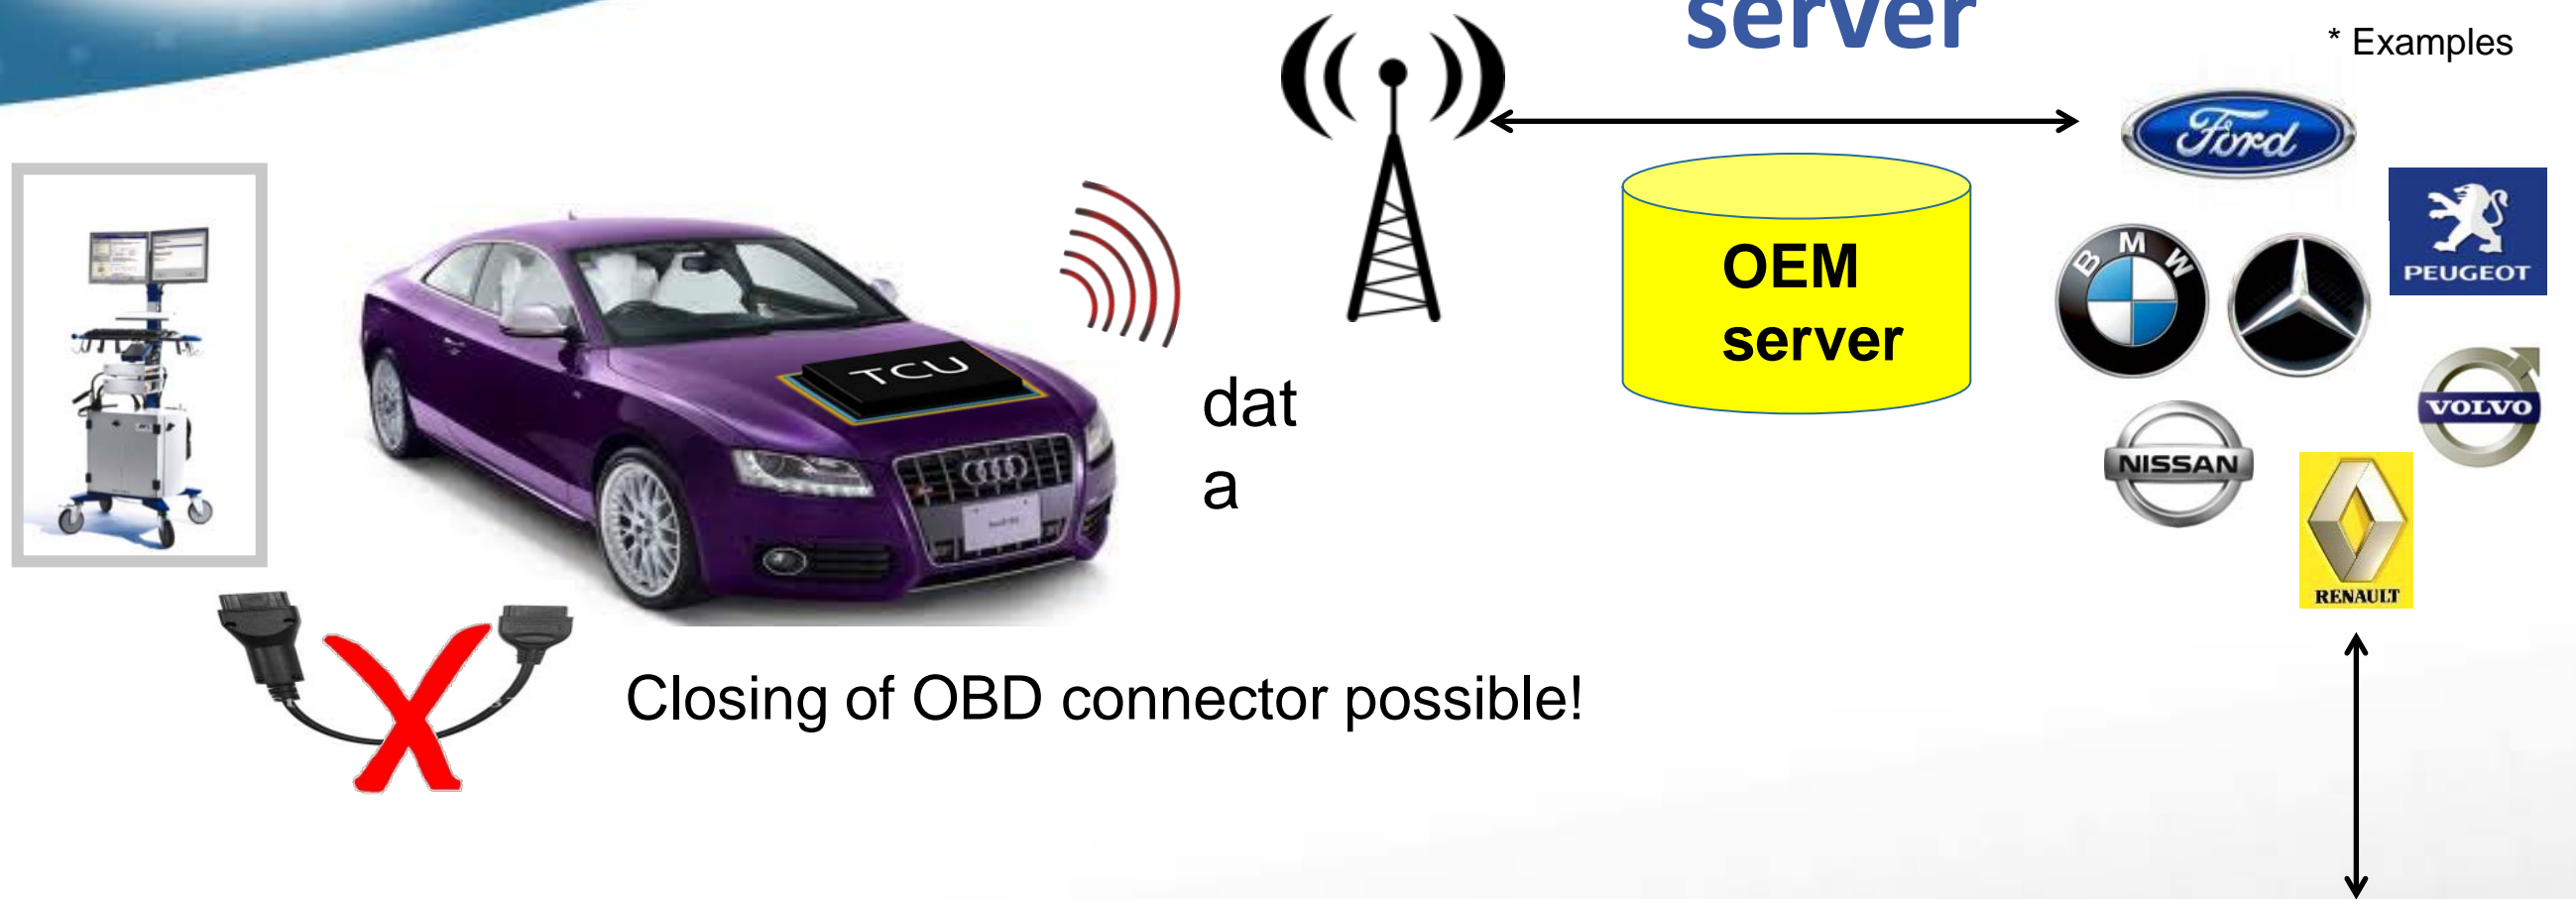 server
* Examples
Ford
PEUGEOT
BMW
OEM
server
VOLVO
TCU
dat
a
NISSAN
RENAULT
Closing of OBD connector possible!